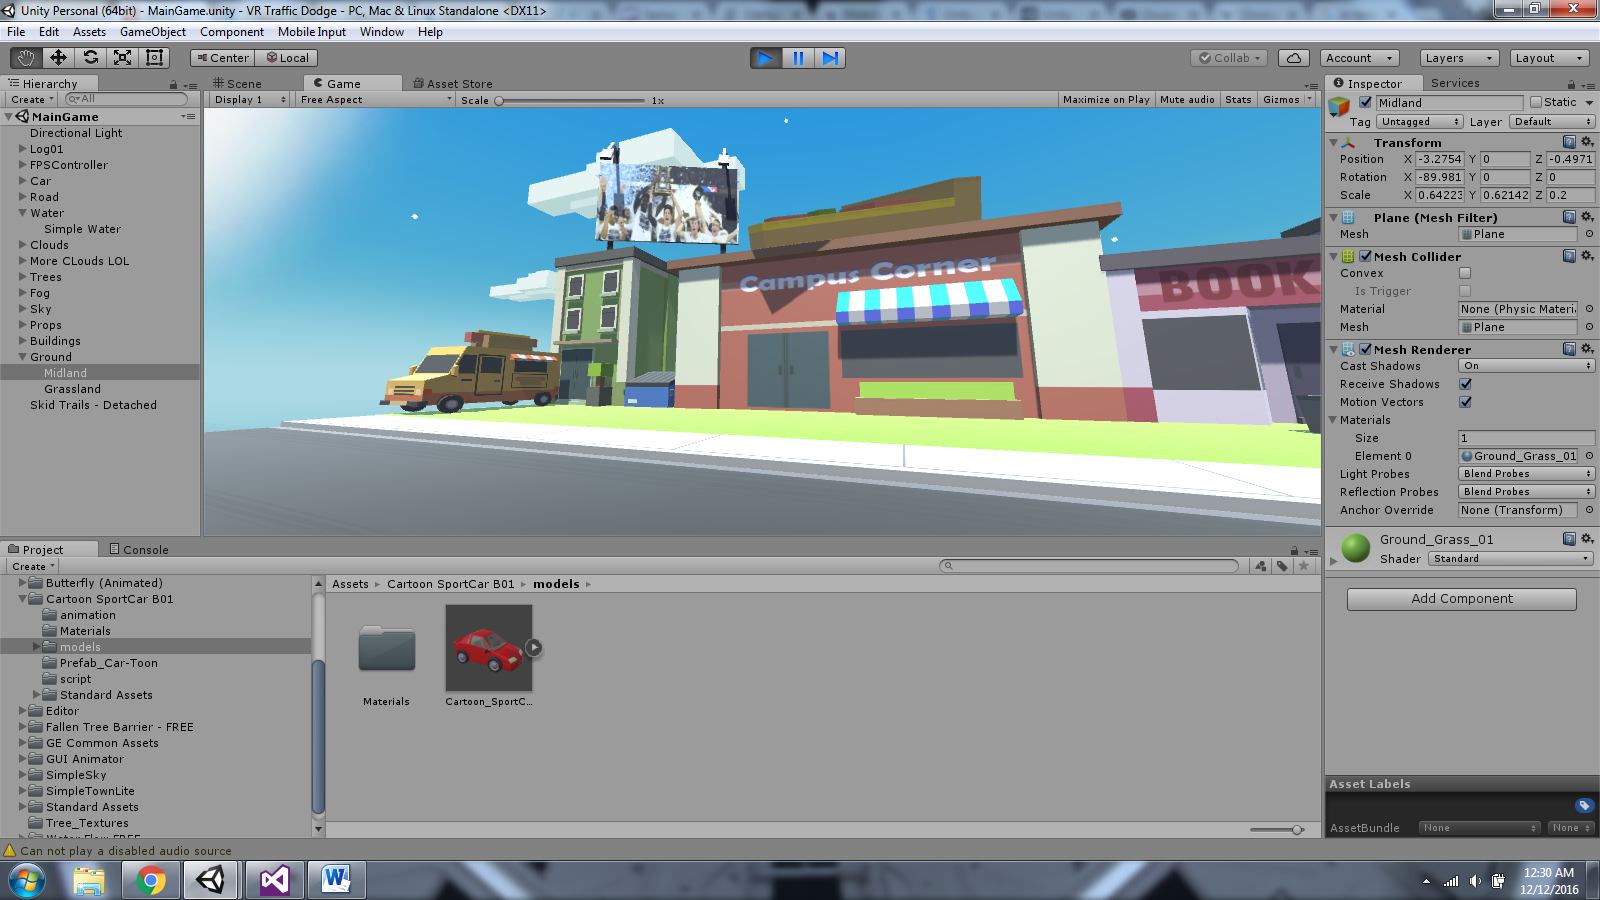 Unity Personal (64bit) - MainGame.unity - VR Traffic Dodge - PC, Mac & Linux Standalone <DX11>
File Edit Assets GameObject Component Mobile Input Window Help
Center Local
Collab Account Layers Layout
Hierarchy
Create All
MainGame
Directional Light
Log01
FPSController
Car
Road
Water
Simple Water
Clouds
More CLouds LOL
Trees
Fog
Sky
Props
Buildings
Ground
Midland
Grassland
Skid Trails - Detached
Scene Game Asset Store
Display 1 Free Aspect Scale 1x Maximize on Play Mute audio Stats Gizmos
Campus Corner
BOOK
Inspector Services
Midland Static
Tag Untagged Layer Default
Transform
Position X -3.2754 Y 0 Z -0.4971
Rotation X -89.981 Y 0 Z 0
Scale X 0.64223 Y 0.62142 Z 0.2
Plane (Mesh Filter)
Mesh Plane
Mesh Collider
Convex
Is Trigger
Material None (Physic Materi
Mesh Plane
Mesh Renderer
Cast Shadows On
Receive Shadows
Motion Vectors
Materials
Size 1
Element 0 Ground_Grass_01
Light Probes Blend Probes
Reflection Probes Blend Probes
Anchor Override None (Transform)
Ground_Grass_01
Shader Standard
Add Component
Asset Labels
AssetBundle None None
Project Console
Create
Butterfly (Animated)
Cartoon SportCar B01
animation
Materials
models
Prefab_Car-Toon
script
Standard Assets
Editor
Fallen Tree Barrier - FREE
GE Common Assets
GUI Animator
SimpleSky
SimpleTownLite
Standard Assets
Tree_Textures
Water Flow FREE
Assets Cartoon SportCar B01 models
Materials Cartoon_SportC...
Can not play a disabled audio source
12:30 AM
12/12/2016